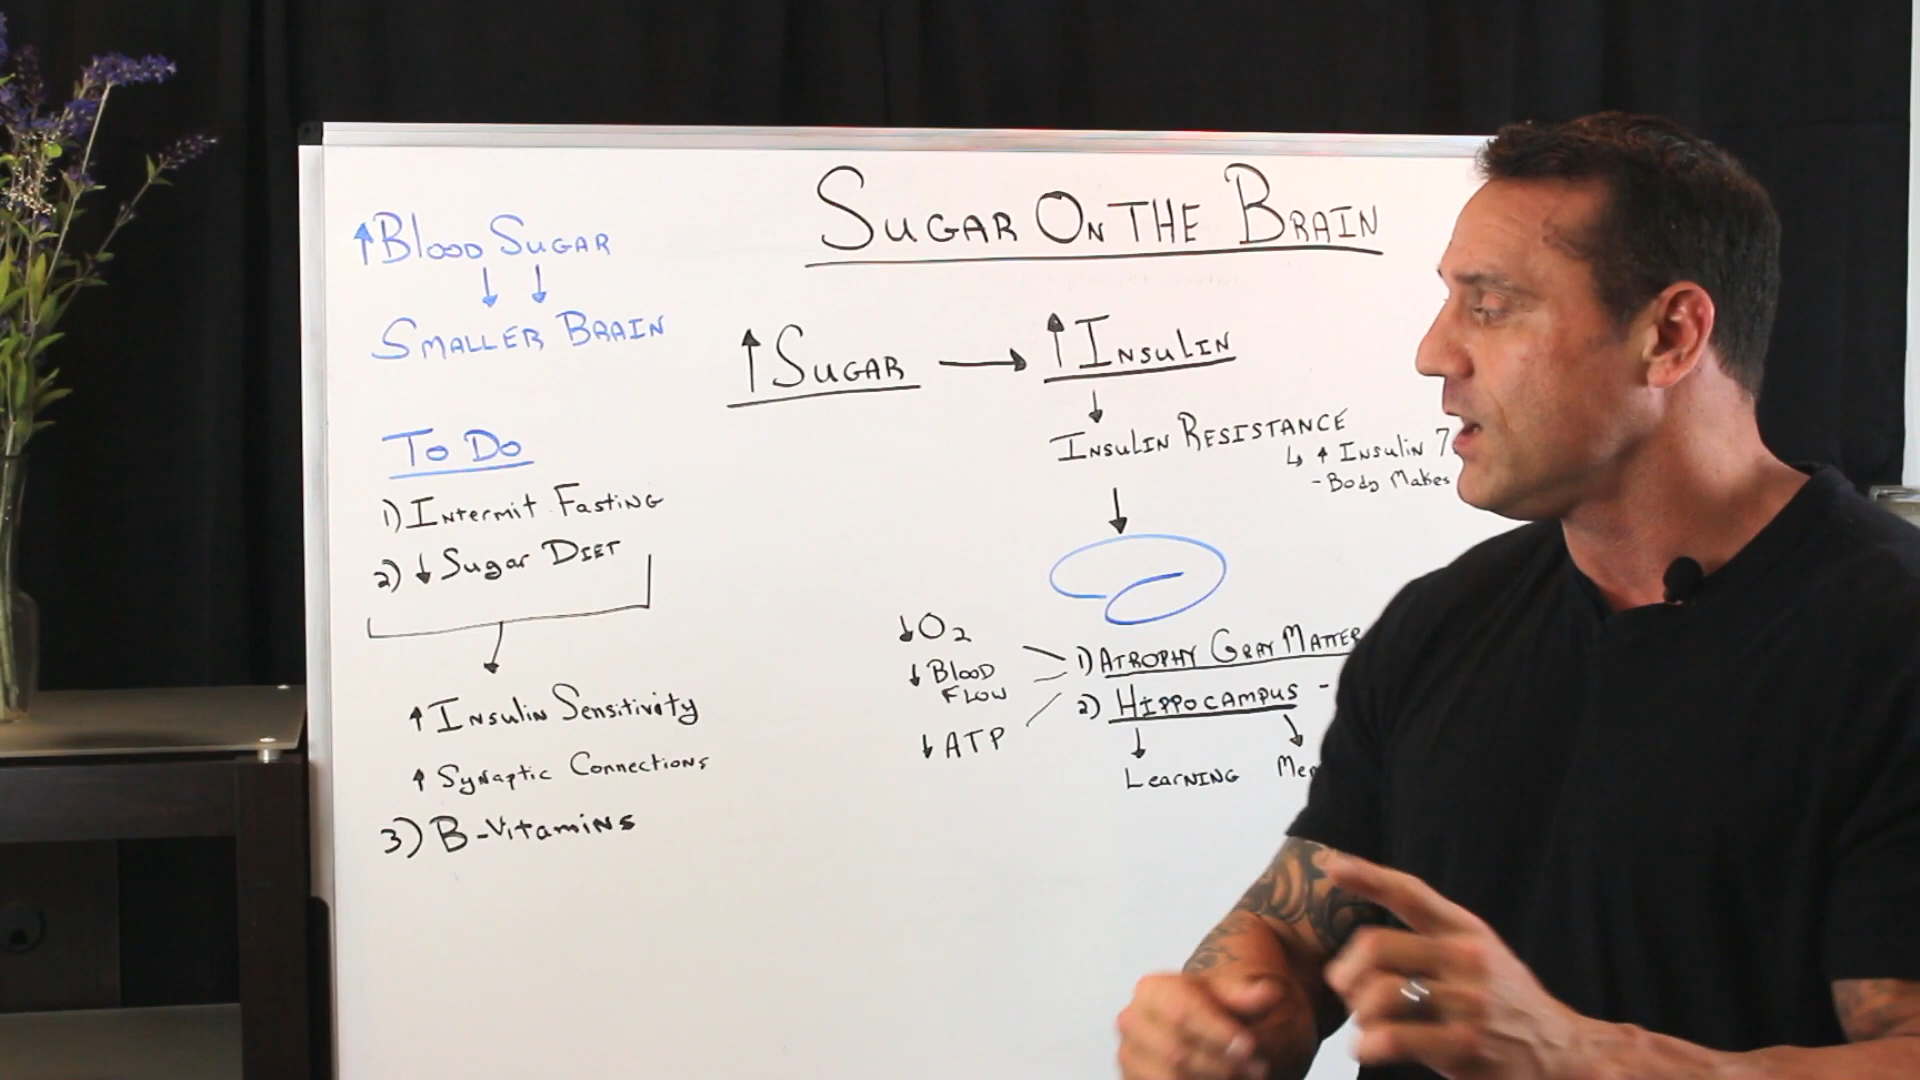 SUGAR ON THE BRAIN
↑ BLOOD SUGAR
↓ ↓
SMALLER BRAIN
↑ SUGAR → ↑ INSULIN
↓
INSULIN RESISTANCE
↳ ↑ INSULIN 7
- BODY MAKES
↓
TO DO
1) INTERMIT FASTING
2) ↓ SUGAR DIET
↓
↑ INSULIN SENSITIVITY
↑ SYNAPTIC CONNECTIONS
3) B-VITAMINS
↓ O2
↓ BLOOD
FLOW
↓ ATP
1) ATROPHY GRAY MATTER
2) HIPPOCAMPUS -
↓ ↓
LEARNING